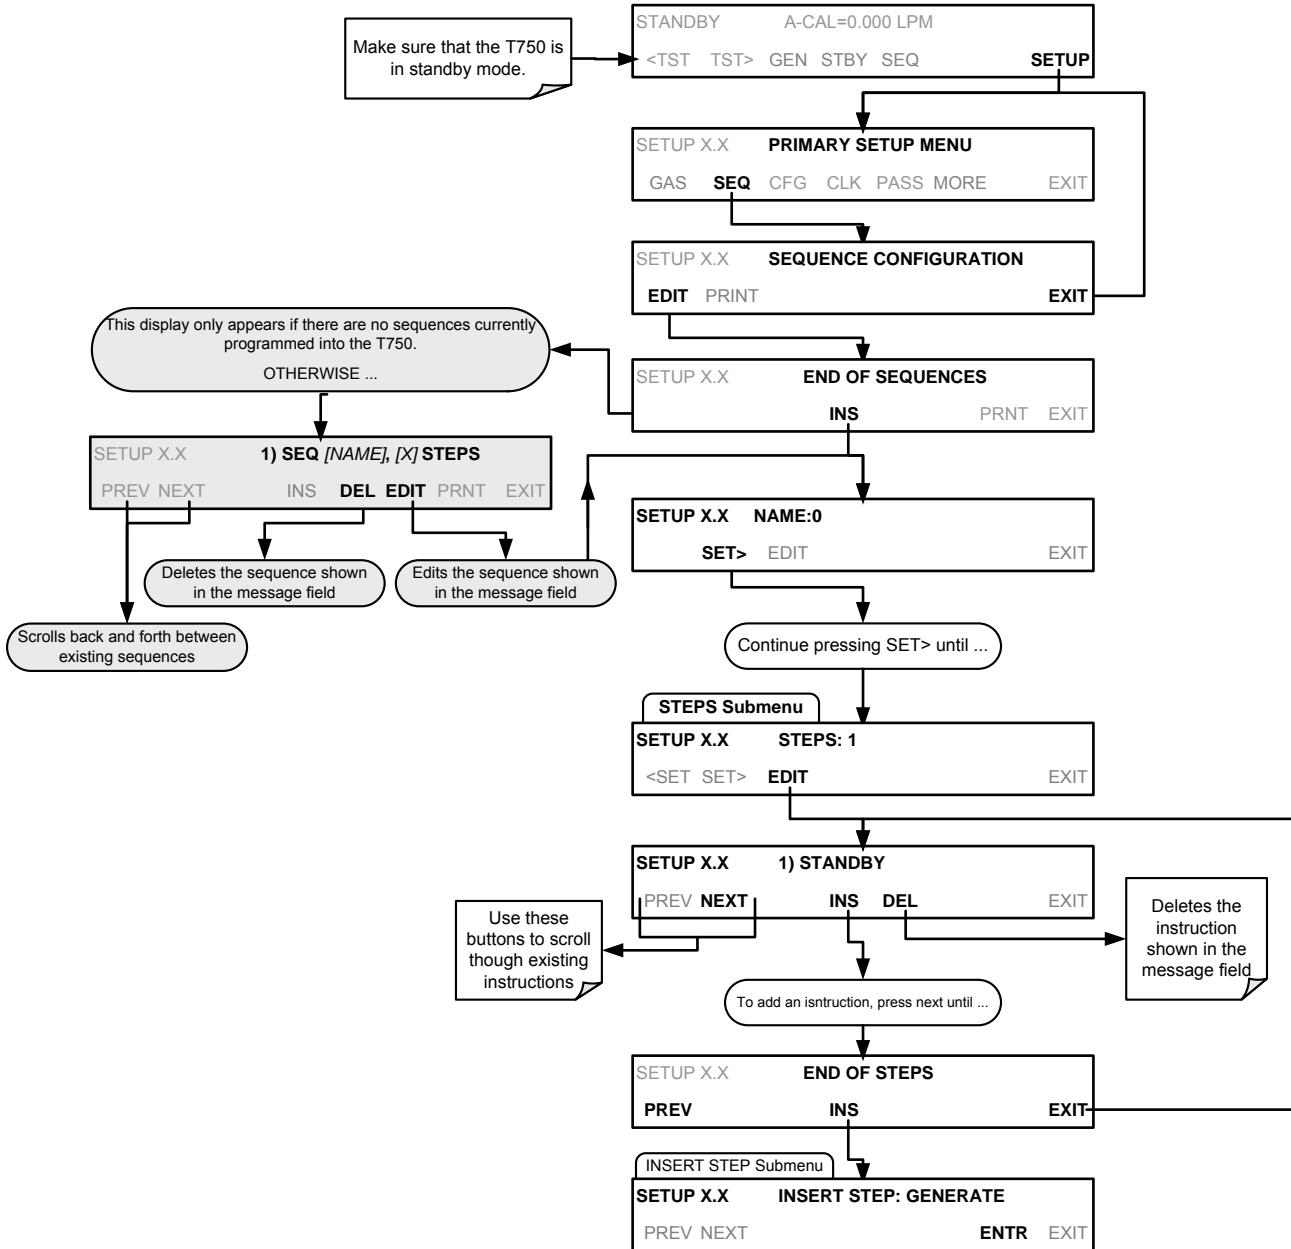 STANDBY A-CAL=0.000 LPM
Make sure that the T750 is
in standby mode.
<TST TST> GEN STBY SEQ SETUP
SETUP X.X PRIMARY SETUP MENU
GAS SEQ CFG CLK PASS MORE EXIT
SETUP X.X SEQUENCE CONFIGURATION
EDIT PRINT EXIT
This display only appears if there are no sequences currently
programmed into the T750.
OTHERWISE ...
SETUP X.X END OF SEQUENCES
INS PRNT EXIT
SETUP X.X 1) SEQ [NAME], [X] STEPS
PREV NEXT INS DEL EDIT PRNT EXIT
Deletes the sequence shown
in the message field
Edits the sequence shown
in the message field
Scrolls back and forth between
existing sequences
SETUP X.X NAME:0
SET> EDIT EXIT
Continue pressing SET> until ...
STEPS Submenu
SETUP X.X STEPS: 1
<SET SET> EDIT EXIT
SETUP X.X 1) STANDBY
PREV NEXT INS DEL EXIT
Use these
buttons to scroll
though existing
instructions
Deletes the
instruction
shown in the
message field
To add an isntruction, press next until ...
SETUP X.X END OF STEPS
PREV INS EXIT
INSERT STEP Submenu
SETUP X.X INSERT STEP: GENERATE
PREV NEXT ENTR EXIT